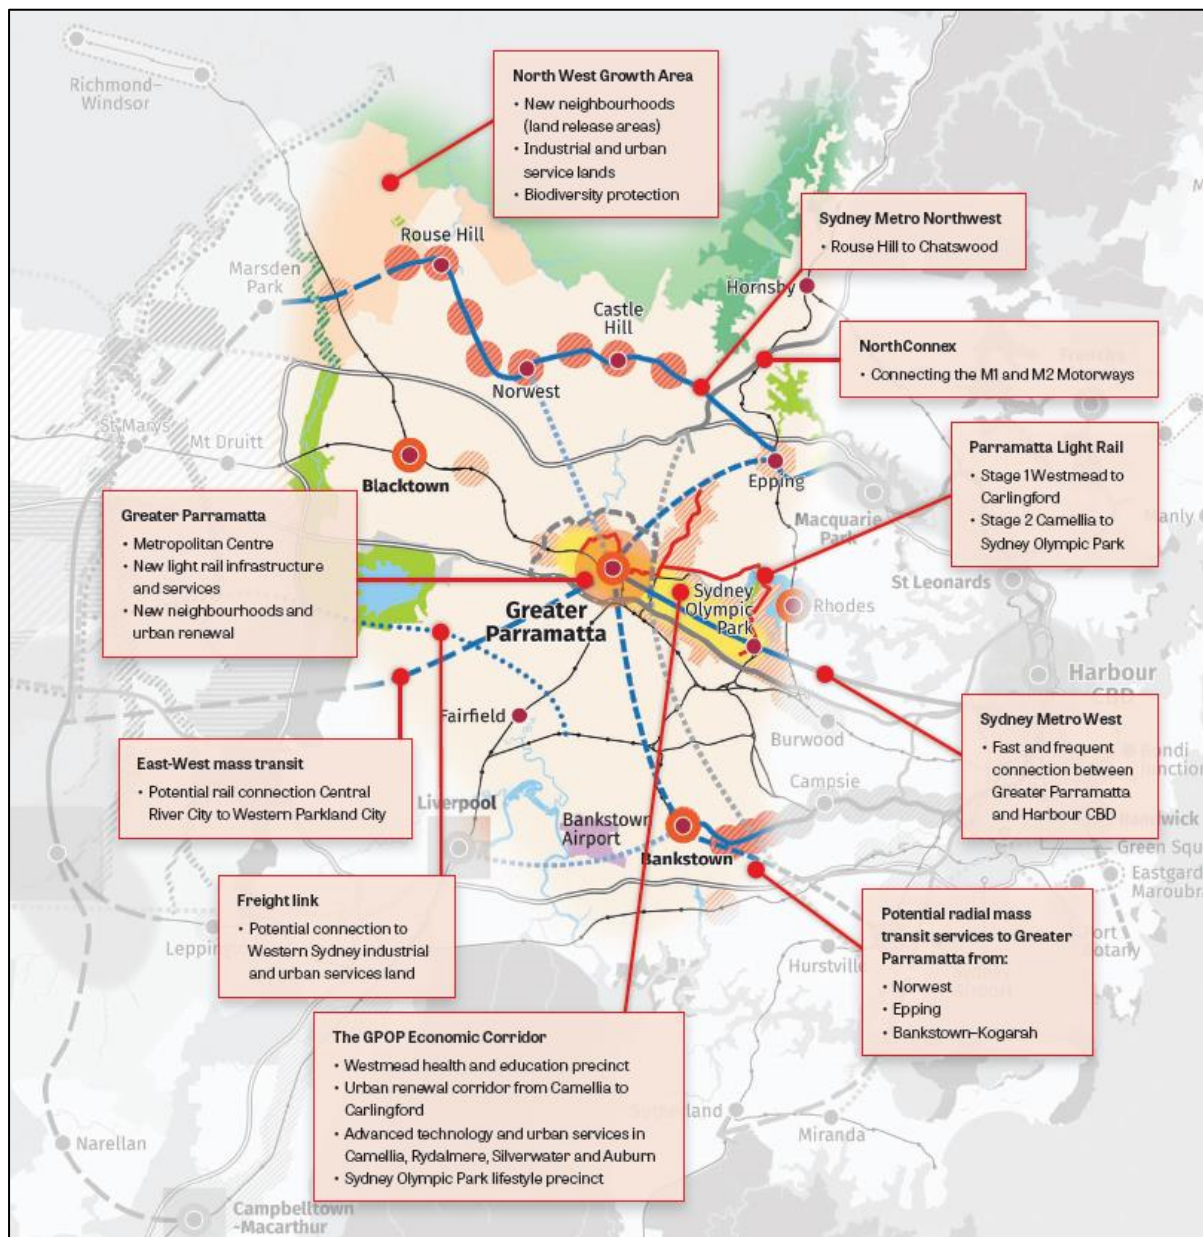 Richmond–
Windsor
North West Growth Area
• New neighbourhoods
(land release areas)
• Industrial and urban
service lands
• Biodiversity protection
Sydney Metro Northwest
• Rouse Hill to Chatswood
Rouse Hill
Marsden
Park
Hornsby
Castle
Hill
NorthConnex
• Connecting the M1 and M2 Motorways
Norwest
St Marys
Mt Druitt
Blacktown
Epping
Parramatta Light Rail
• Stage 1 Westmead to
Carlingford
• Stage 2 Camellia to
Sydney Olympic Park
Macquarie
Park
Manly
Greater Parramatta
• Metropolitan Centre
• New light rail infrastructure
and services
• New neighbourhoods and
urban renewal
St Leonards
Sydney
Olympic
Park
Rhodes
Greater
Parramatta
Harbour
CBD
Fairfield
Burwood
Sydney Metro West
• Fast and frequent
connection between
Greater Parramatta
and Harbour CBD
East-West mass transit
• Potential rail connection Central
River City to Western Parkland City
Campsie
Liverpool
Bankstown
Airport
Bankstown
Green Squ
Eastgard
Maroubra
Freight link
• Potential connection to
Western Sydney industrial
and urban services land
Lepping
Potential radial mass
transit services to Greater
Parramatta from:
• Norwest
• Epping
• Bankstown–Kogarah
Hurstville
The GPOP Economic Corridor
• Westmead health and education precinct
• Urban renewal corridor from Camellia to
Carlingford
• Advanced technology and urban services in
Camellia, Rydalmere, Silverwater and Auburn
• Sydney Olympic Park lifestyle precinct
Miranda
Narellan
Campbelltown
-Macarthur